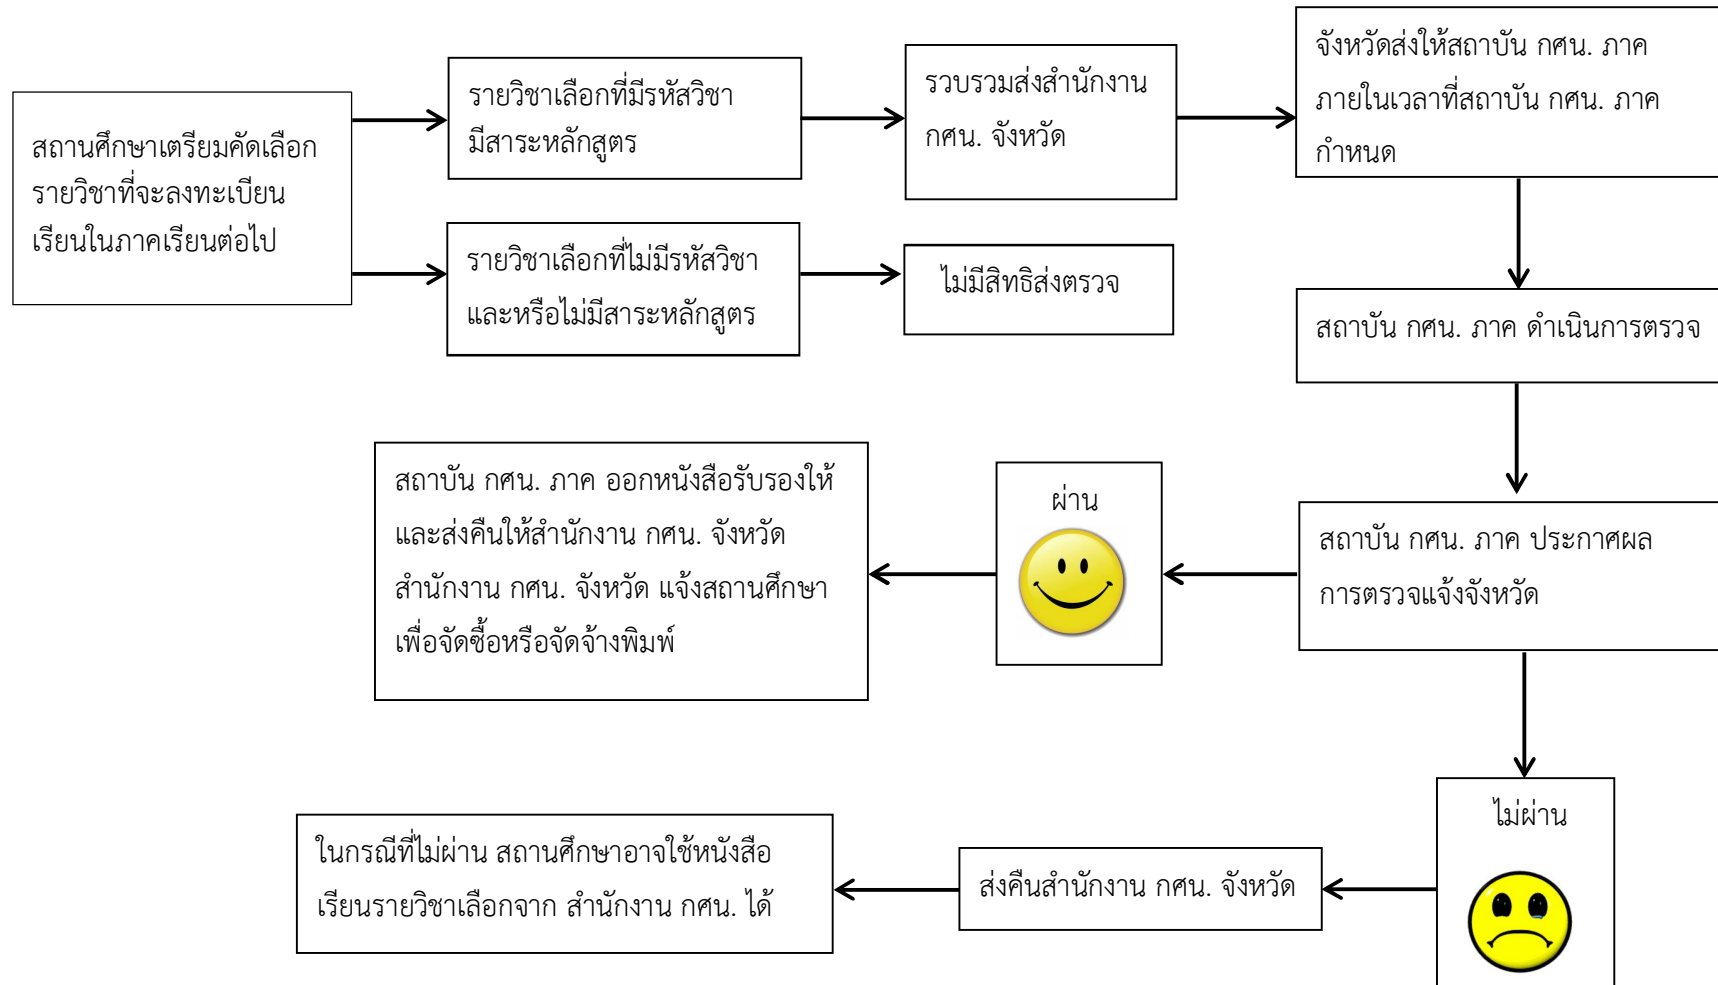 สถานศึกษาเตรียมคัดเลือก
รายวิชาที่จะลงทะเบียน
เรียนในภาคเรียนต่อไป
รายวิชาเลือกที่มีรหัสวิชา
มีสาระหลักสูตร
รวบรวมส่งสำนักงาน
กศน. จังหวัด
จังหวัดส่งให้สถาบัน กศน. ภาค
ภายในเวลาที่สถาบัน กศน. ภาค
กำหนด
รายวิชาเลือกที่ไม่มีรหัสวิชา
และหรือไม่มีสาระหลักสูตร
ไม่มีสิทธิส่งตรวจ
สถาบัน กศน. ภาค ดำเนินการตรวจ
สถาบัน กศน. ภาค ประกาศผล
การตรวจแจ้งจังหวัด
ผ่าน
สถาบัน กศน. ภาค ออกหนังสือรับรองให้
และส่งคืนให้สำนักงาน กศน. จังหวัด
สำนักงาน กศน. จังหวัด แจ้งสถานศึกษา
เพื่อจัดซื้อหรือจัดจ้างพิมพ์
ไม่ผ่าน
ส่งคืนสำนักงาน กศน. จังหวัด
ในกรณีที่ไม่ผ่าน สถานศึกษาอาจใช้หนังสือ
เรียนรายวิชาเลือกจาก สำนักงาน กศน. ได้